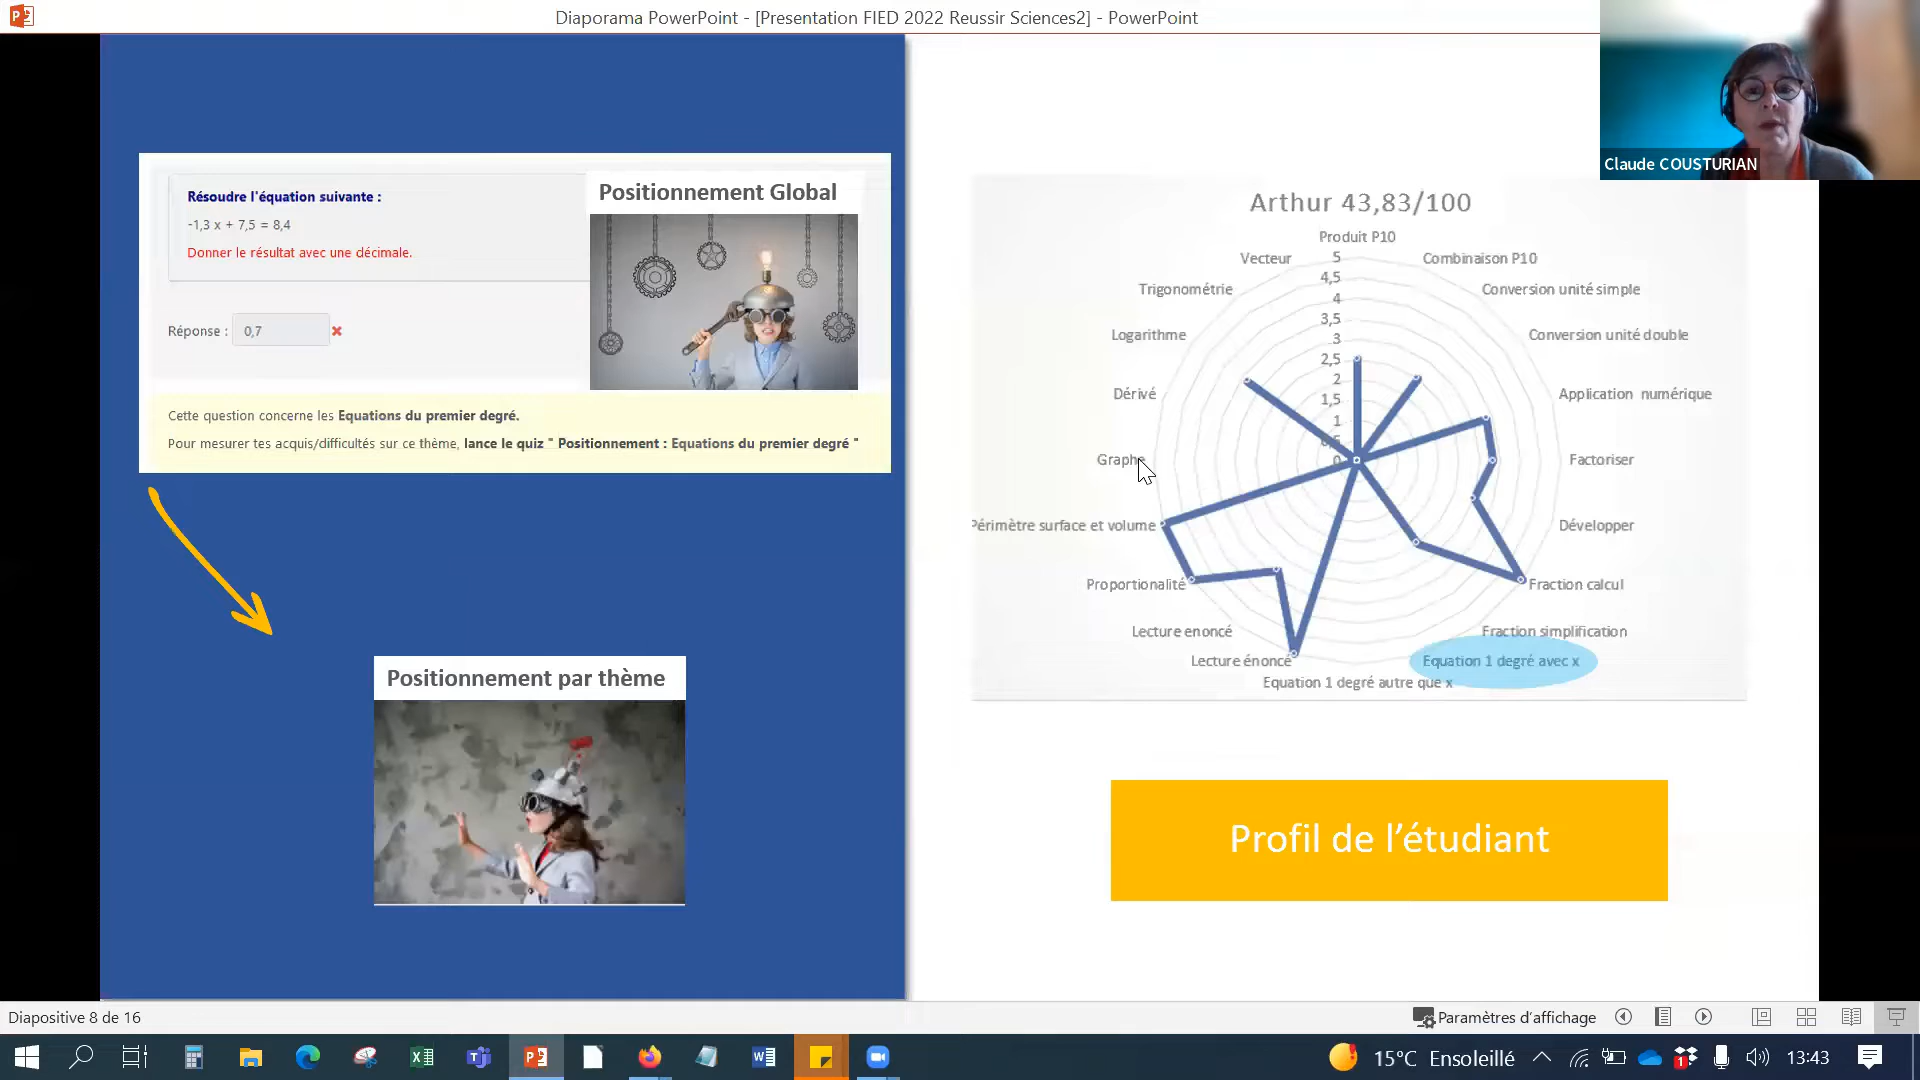 Diaporama PowerPoint - [Presentation FIED 2022 Reussir Sciences2] - PowerPoint
Claude COUSTURIAN
Résoudre l'équation suivante :
-1,3 x + 7,5 = 8,4
Donner le résultat avec une décimale.
Positionnement Global
Réponse : 0,7
Cette question concerne les Equations du premier degré.
Pour mesurer tes acquis/difficultés sur ce thème, lance le quiz " Positionnement : Equations du premier degré "
Positionnement par thème
Arthur 43,83/100
Produit P10
Combinaison P10
Conversion unité simple
Conversion unité double
Application numérique
Factoriser
Développer
Fraction calcul
Fraction simplification
Equation 1 degré avec x
Equation 1 degré autre que x
Lecture énoncé
Lecture enoncé
Proportionalité
Périmètre surface et volume
Graphe
Dérivé
Logarithme
Trigonométrie
Vecteur
5
4,5
4
3,5
3
2,5
2
1,5
1
0,5
0
Profil de l'étudiant
Diapositive 8 de 16
Paramètres d'affichage
15°C Ensoleillé
13:43